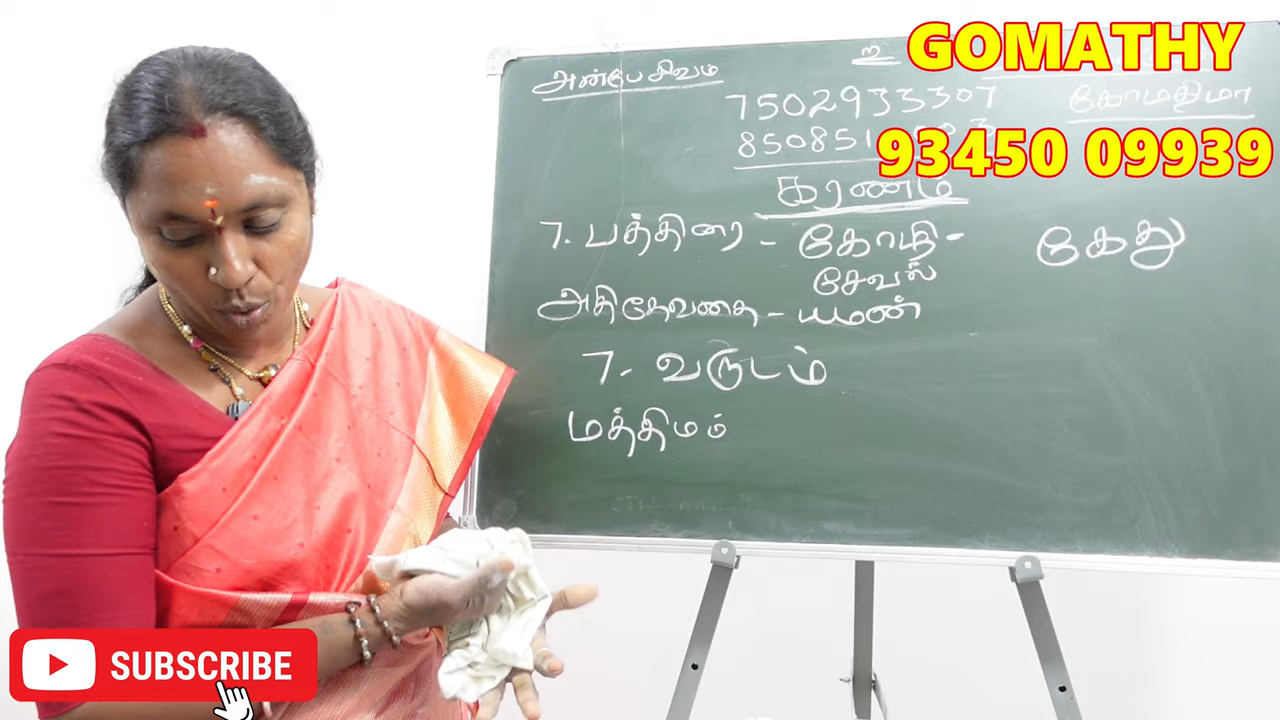 GOMATHY
அன்பே சிவம்
உ
7502933307
கோமதிமா
93450 09939
கரணம்
7. பத்திரை - கோழி - கேது
சேவல்
அதிதேவதை - யமண்
7. வருடம்
மத்திமம்
SUBSCRIBE